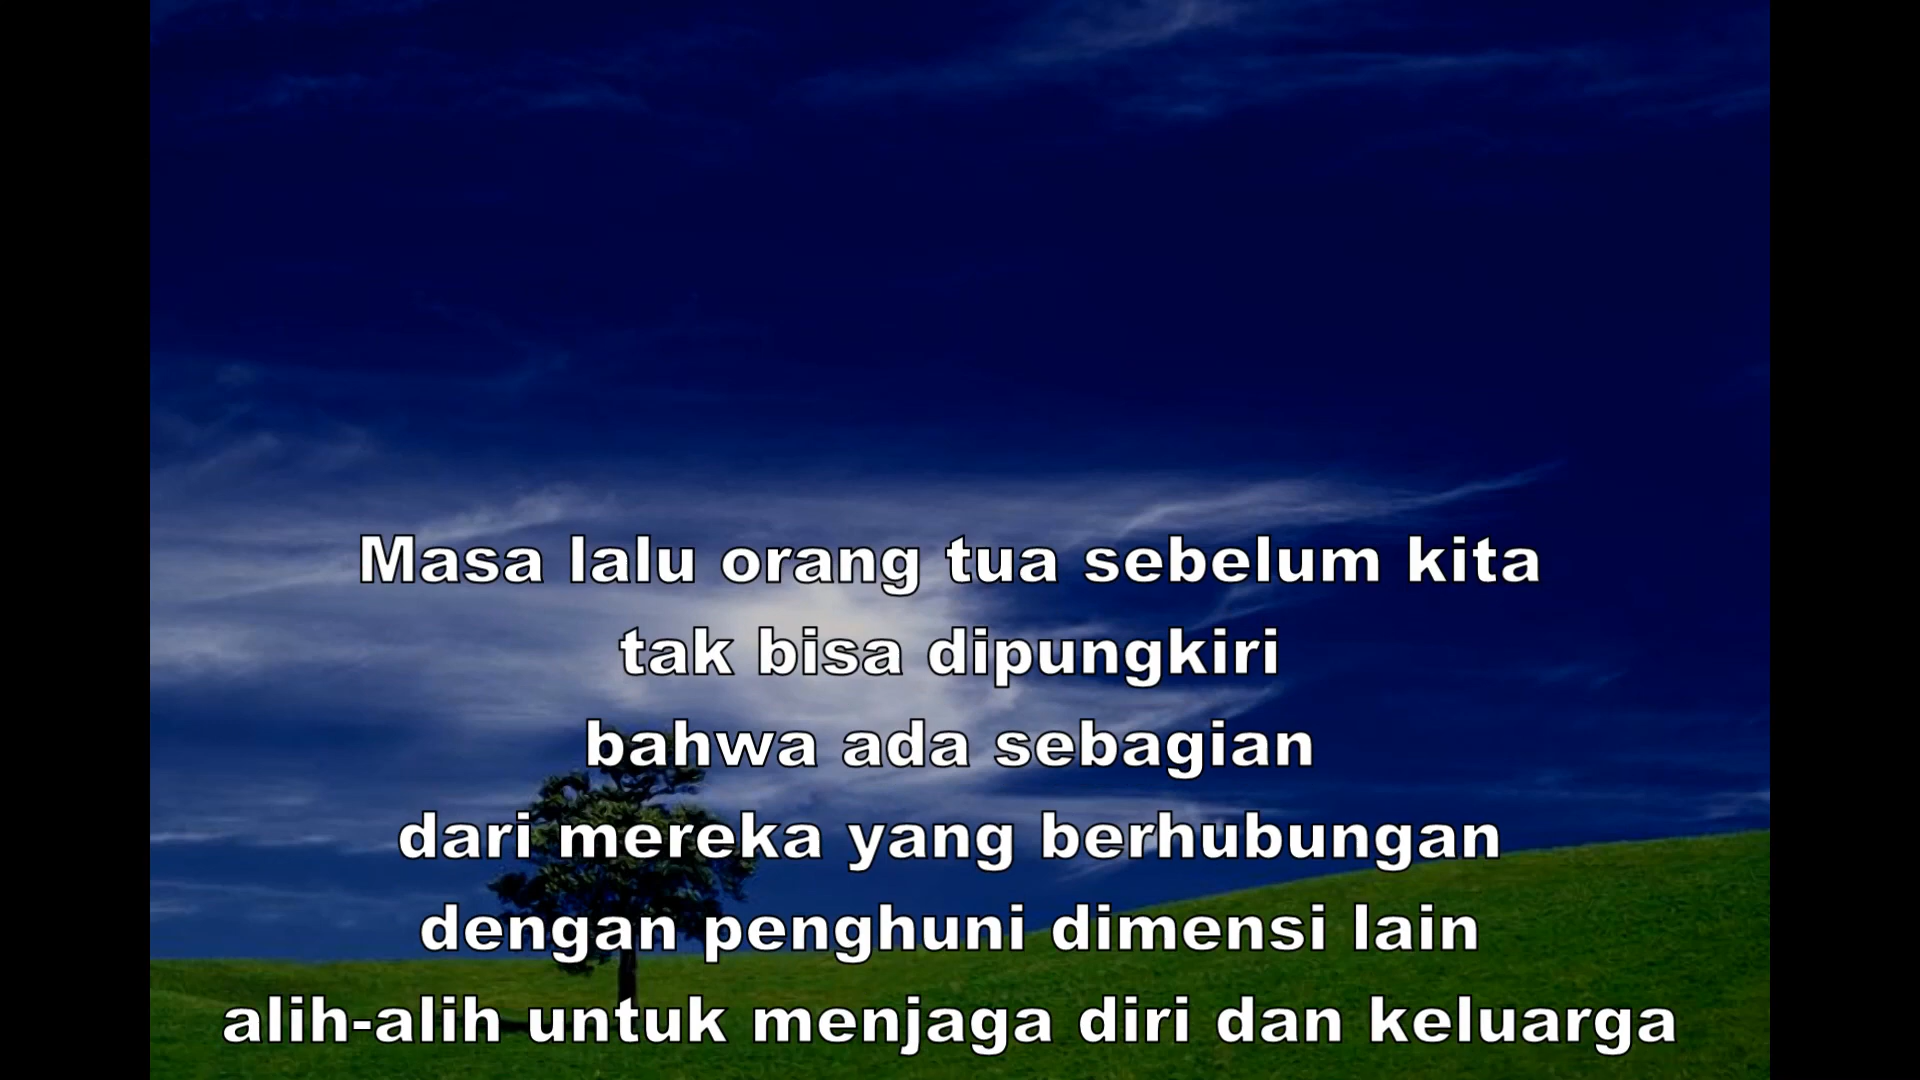 Masa lalu orang tua sebelum kita
tak bisa dipungkiri
bahwa ada sebagian
dari mereka yang berhubungan
dengan penghuni dimensi lain
alih-alih untuk menjaga diri dan keluarga